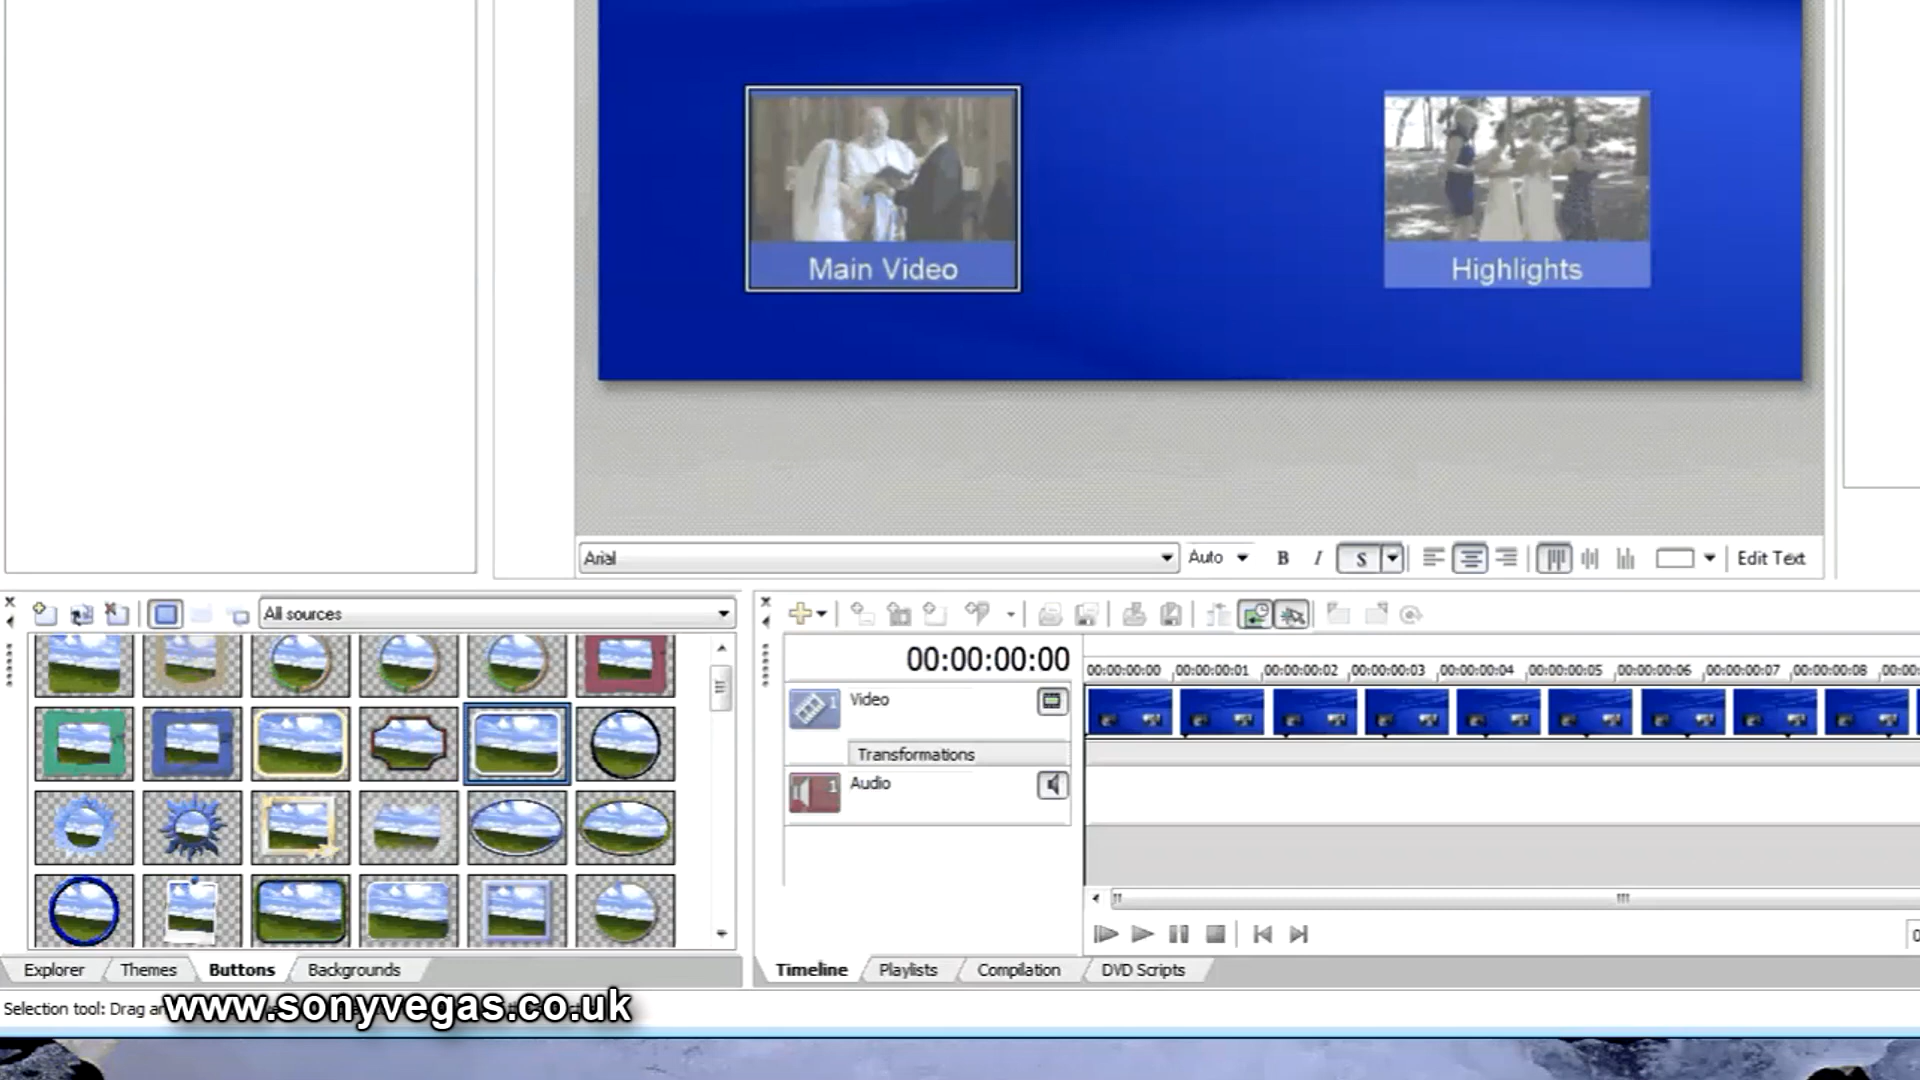 Main Video
Highlights
Arial
Auto
B I S
Edit Text
All sources
00:00:00:00
00:00:00:00 00:00:00:01 00:00:00:02 00:00:00:03 00:00:00:04 00:00:00:05 00:00:00:06 00:00:00:07 00:00:00:08
1 Video
Transformations
1 Audio
Explorer Themes Buttons Backgrounds
Timeline Playlists Compilation DVD Scripts
Selection tool: Drag
www.sonyvegas.co.uk